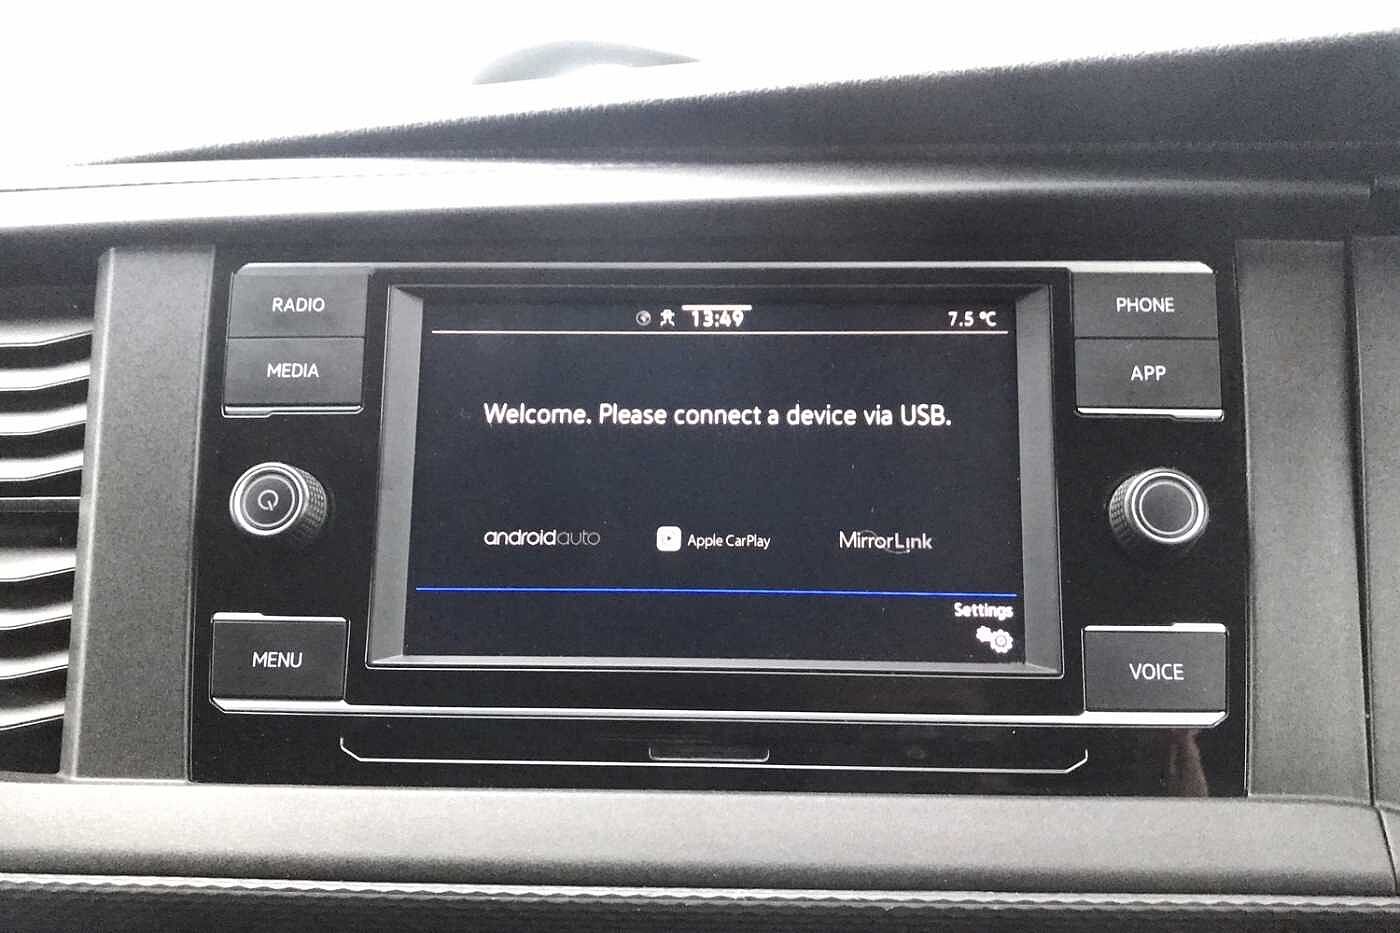 RADIO
MEDIA
MENU
13:49
7.5 °C
Welcome. Please connect a device via USB.
androidauto
Apple CarPlay
MirrorLink
Settings
PHONE
APP
VOICE